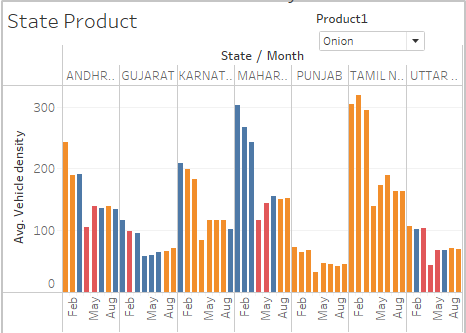 State Product
Product1
Onion
State / Month
ANDHR.. GUJARAT KARNAT.. MAHAR.. PUNJAB TAMIL N.. UTTAR ..
Avg. Vehicle density
300
200
100
0
Feb May Aug Feb May Aug Feb May Aug Feb May Aug Feb May Aug Feb May Aug Feb May Aug